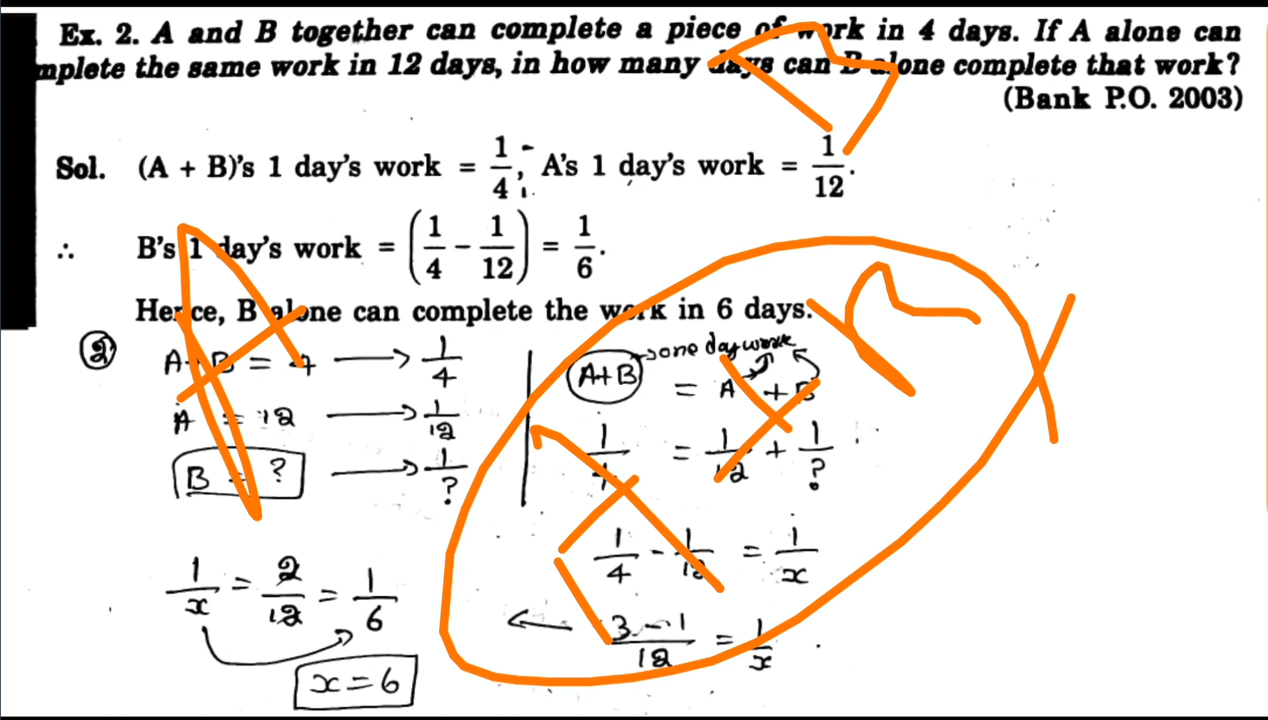 Ex. 2. A and B together can complete a piece of work in 4 days. If A alone can
mplete the same work in 12 days, in how many days can B alone complete that work?
(Bank P.O. 2003)
Sol. (A + B)'s 1 day's work = 1/4, A's 1 day's work = 1/12.
∴ B's 1 day's work = (1/4 − 1/12) = 1/6.
Hence, B alone can complete the work in 6 days.
② A+B = 4 → 1/4
A = 12 → 1/12
B = ? → 1/?
A+B → one day work
= A + B
1/4 = 1/12 + 1/?
1/4 - 1/12 = 1/x
← 3-1/12 = 1/x
1/x = 2/12 = 1/6
x = 6